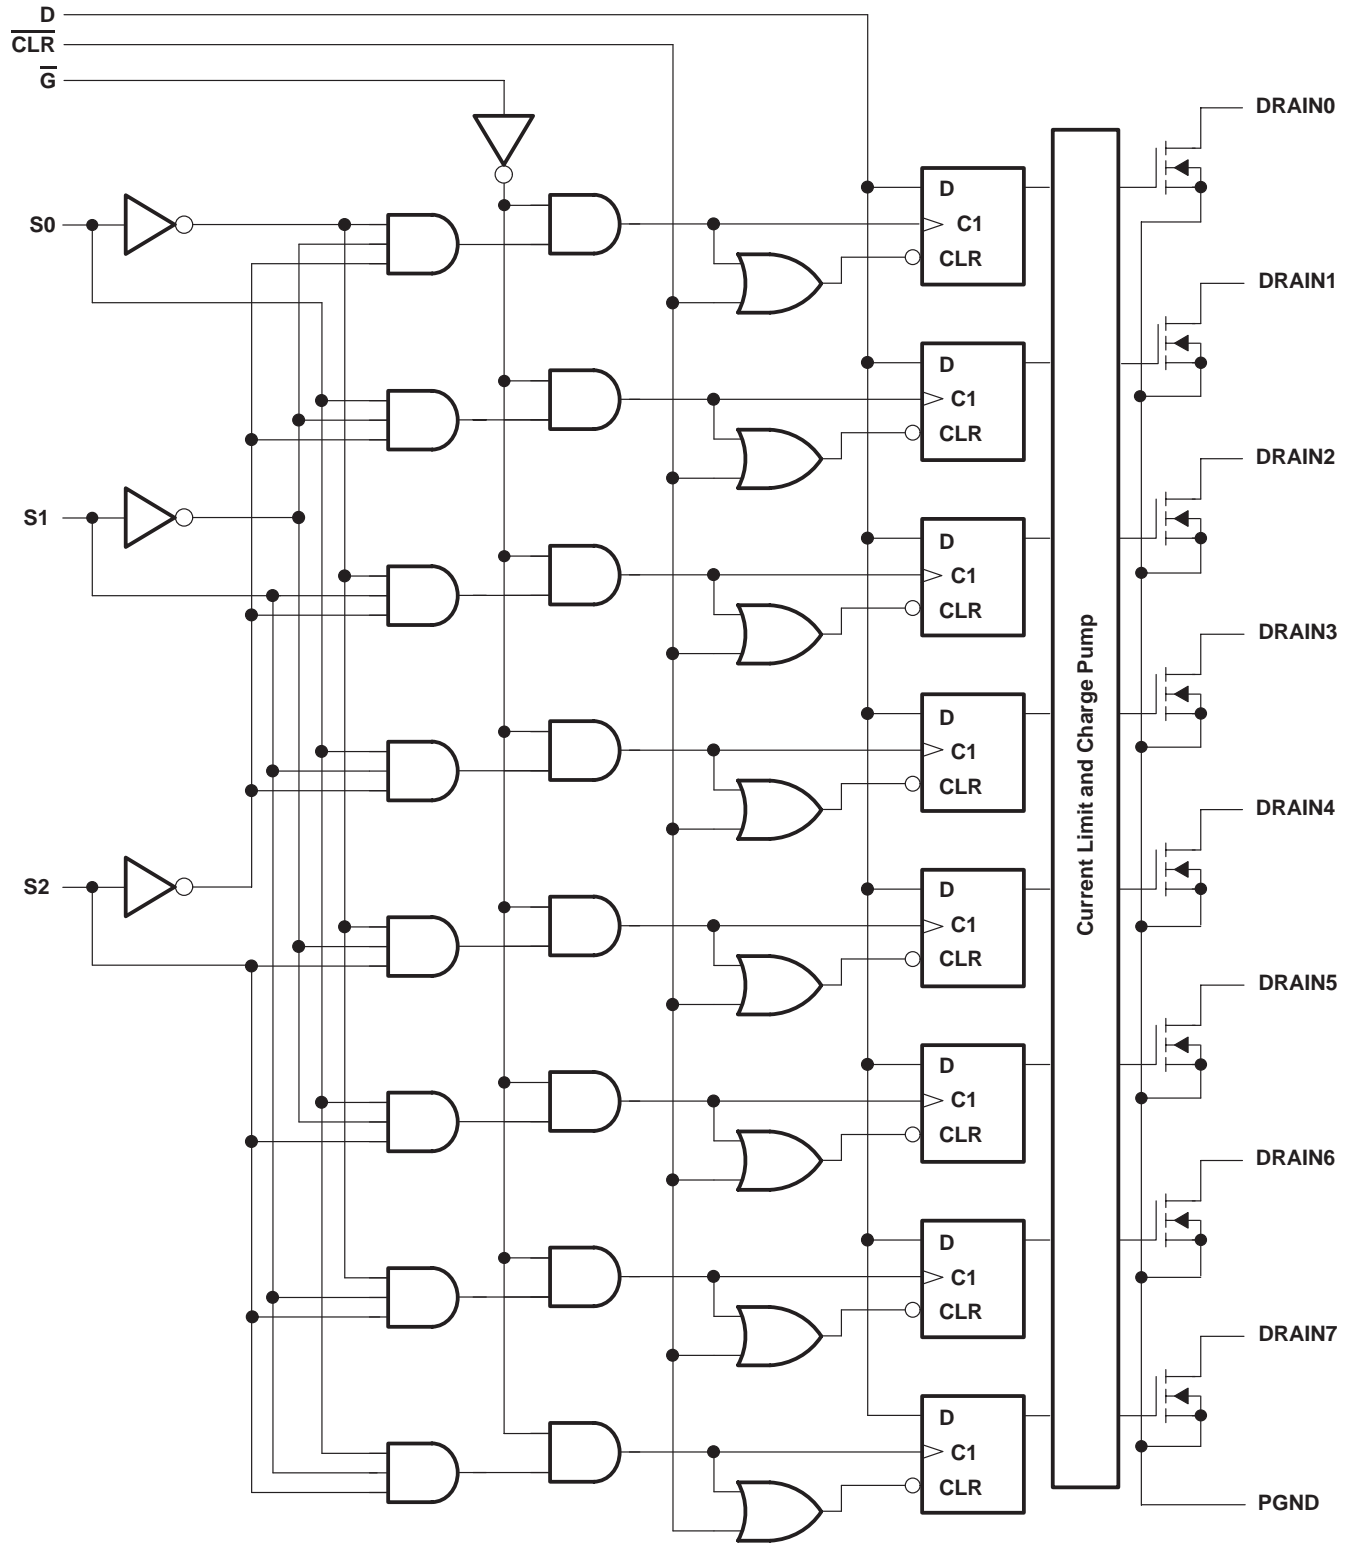 D
C̅L̅R̅
G̅
DRAIN0
D
C1
CLR
S0
DRAIN1
D
C1
CLR
DRAIN2
S1
D
C1
CLR
DRAIN3
D
C1
CLR
Current Limit and Charge Pump
DRAIN4
S2
D
C1
CLR
DRAIN5
D
C1
CLR
DRAIN6
D
C1
CLR
DRAIN7
D
C1
CLR
PGND